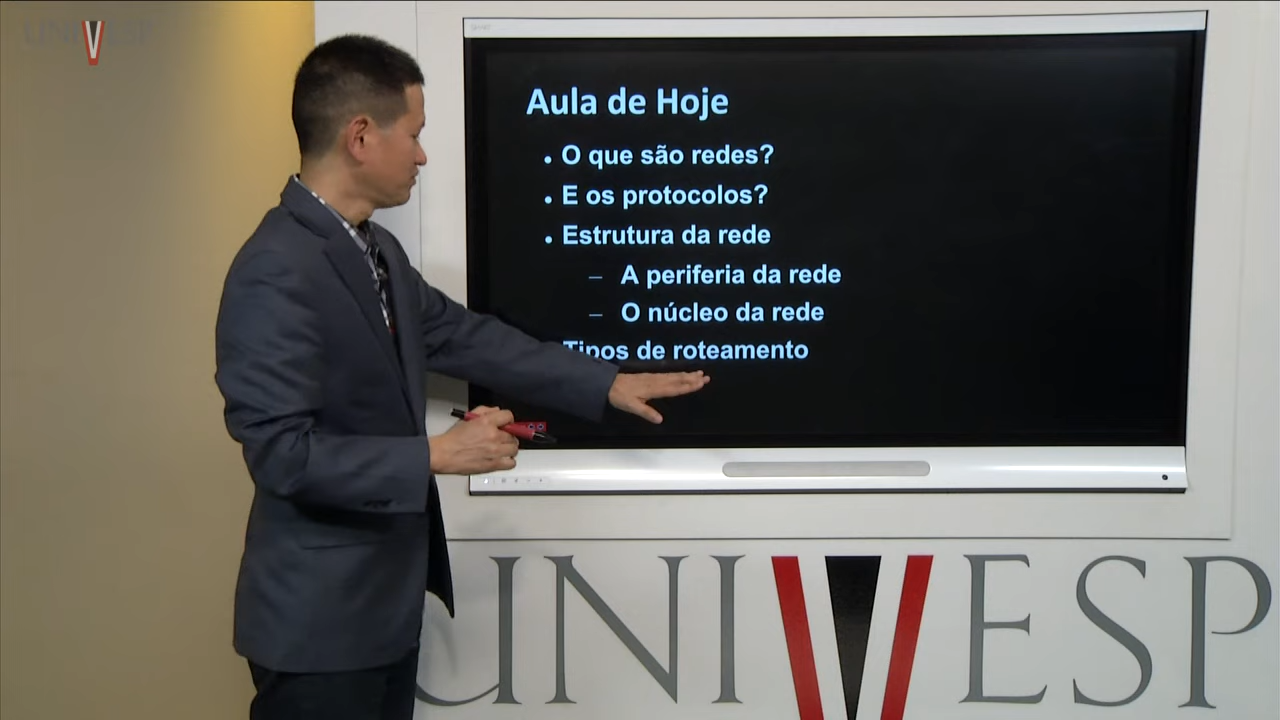 UNIVESP
Aula de Hoje
• O que são redes?
• E os protocolos?
• Estrutura da rede
– A periferia da rede
– O núcleo da rede
Tipos de roteamento
UNIVESP